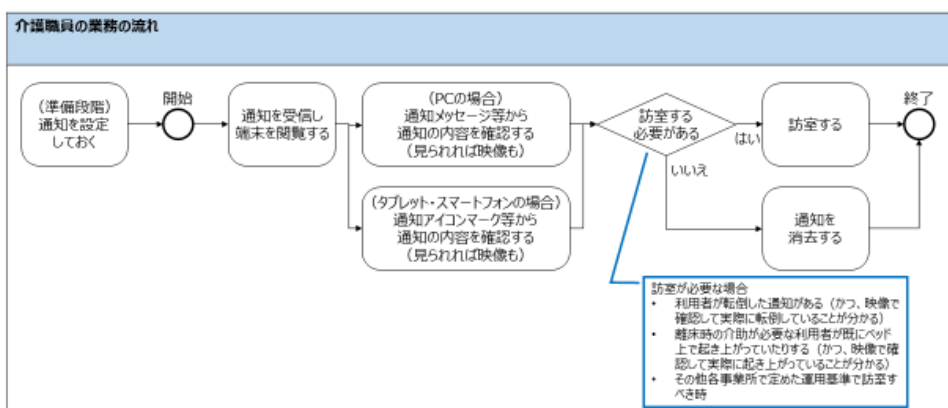 介護職員の業務の流れ
（準備段階）
通知を設定
しておく
開始
通知を受信し
端末を閲覧する
（PCの場合）
通知メッセージ等から
通知の内容を確認する
（見られれば映像も）
（タブレット・スマートフォンの場合）
通知アイコンマーク等から
通知の内容を確認する
（見られれば映像も）
訪室する
必要がある
はい
いいえ
訪室する
通知を
消去する
終了
訪室が必要な場合
• 利用者が転倒した通知がある（かつ、映像で
確認して実際に転倒していることが分かる）
• 離床時の介助が必要な利用者が既にベッド
上で起き上がっていたりする（かつ、映像で確
認して実際に起き上がっていることが分かる）
• その他各事業所で定めた運用基準で訪室す
べき時